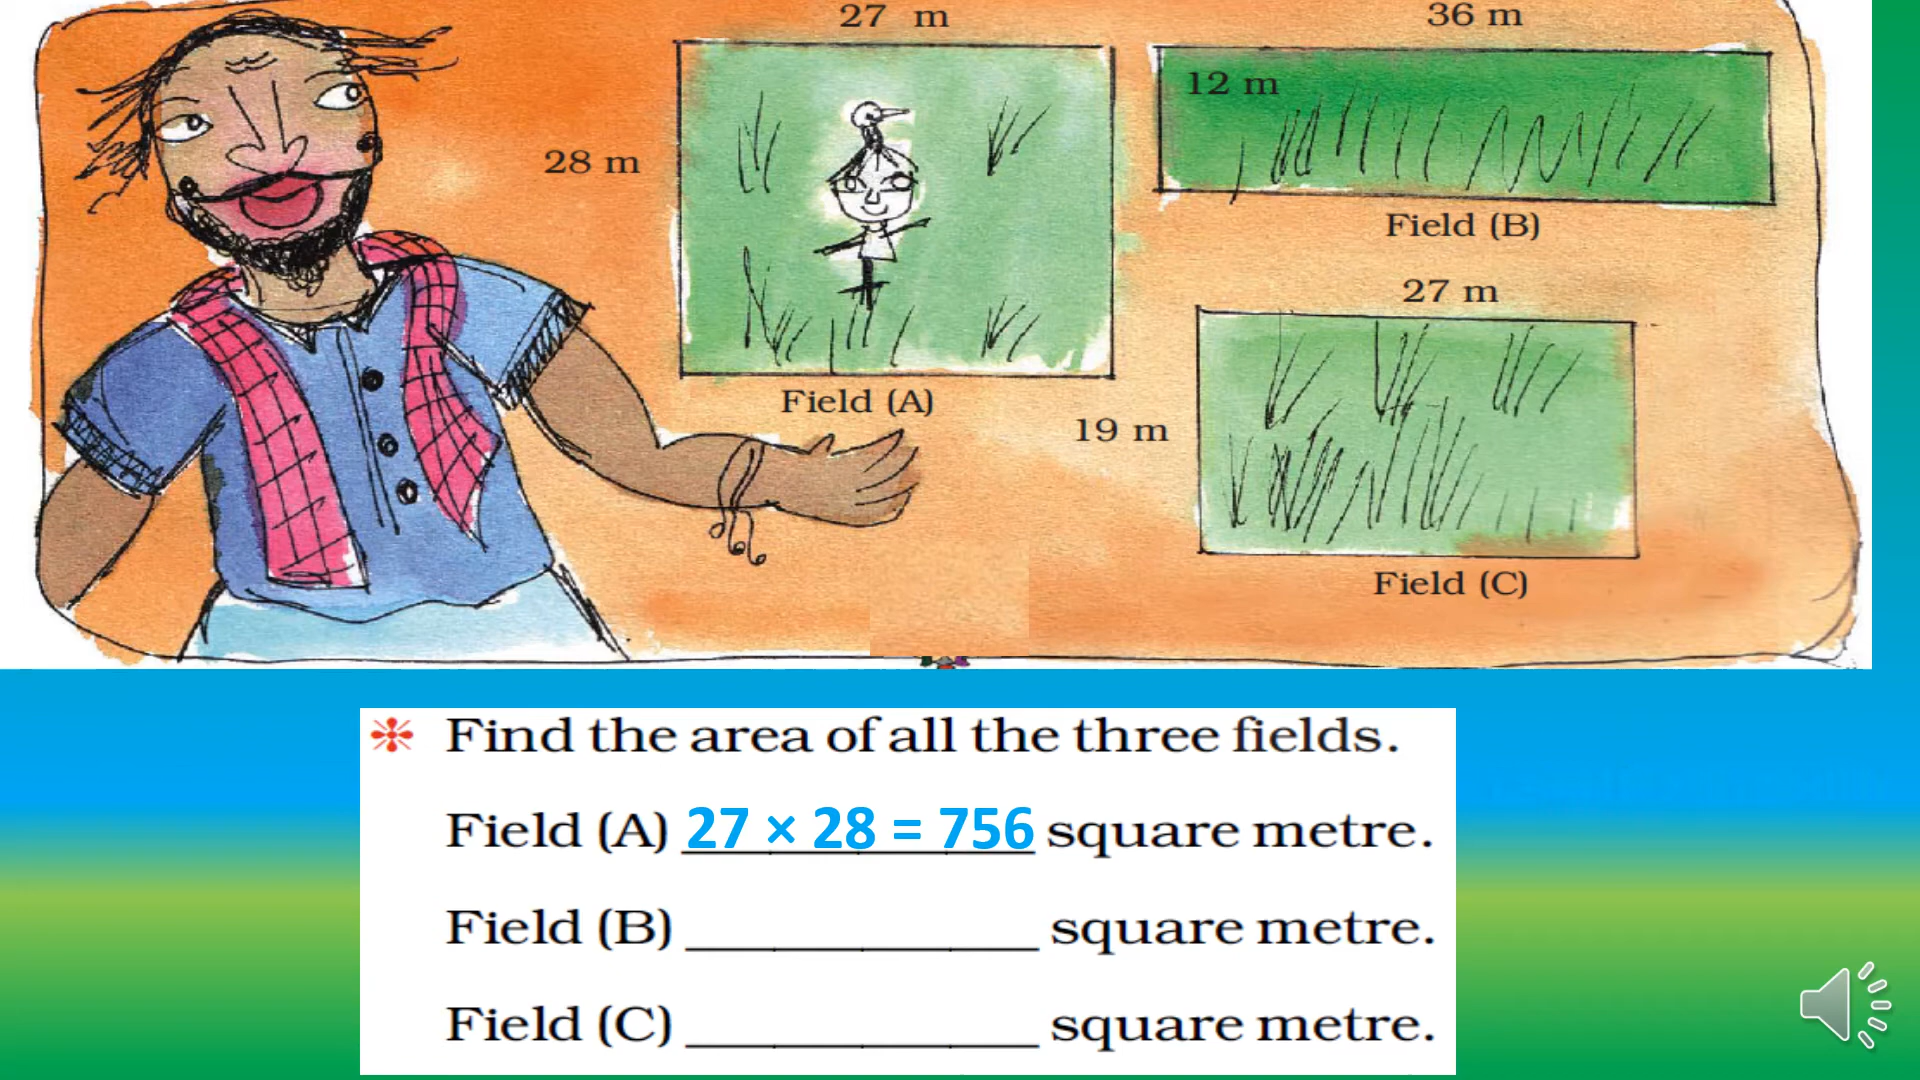 27 m
36 m
12 m
28 m
Field (B)
27 m
Field (A)
19 m
Field (C)
Find the area of all the three fields.
Field (A) 27 × 28 = 756 square metre.
Field (B) ____________ square metre.
Field (C) ____________ square metre.